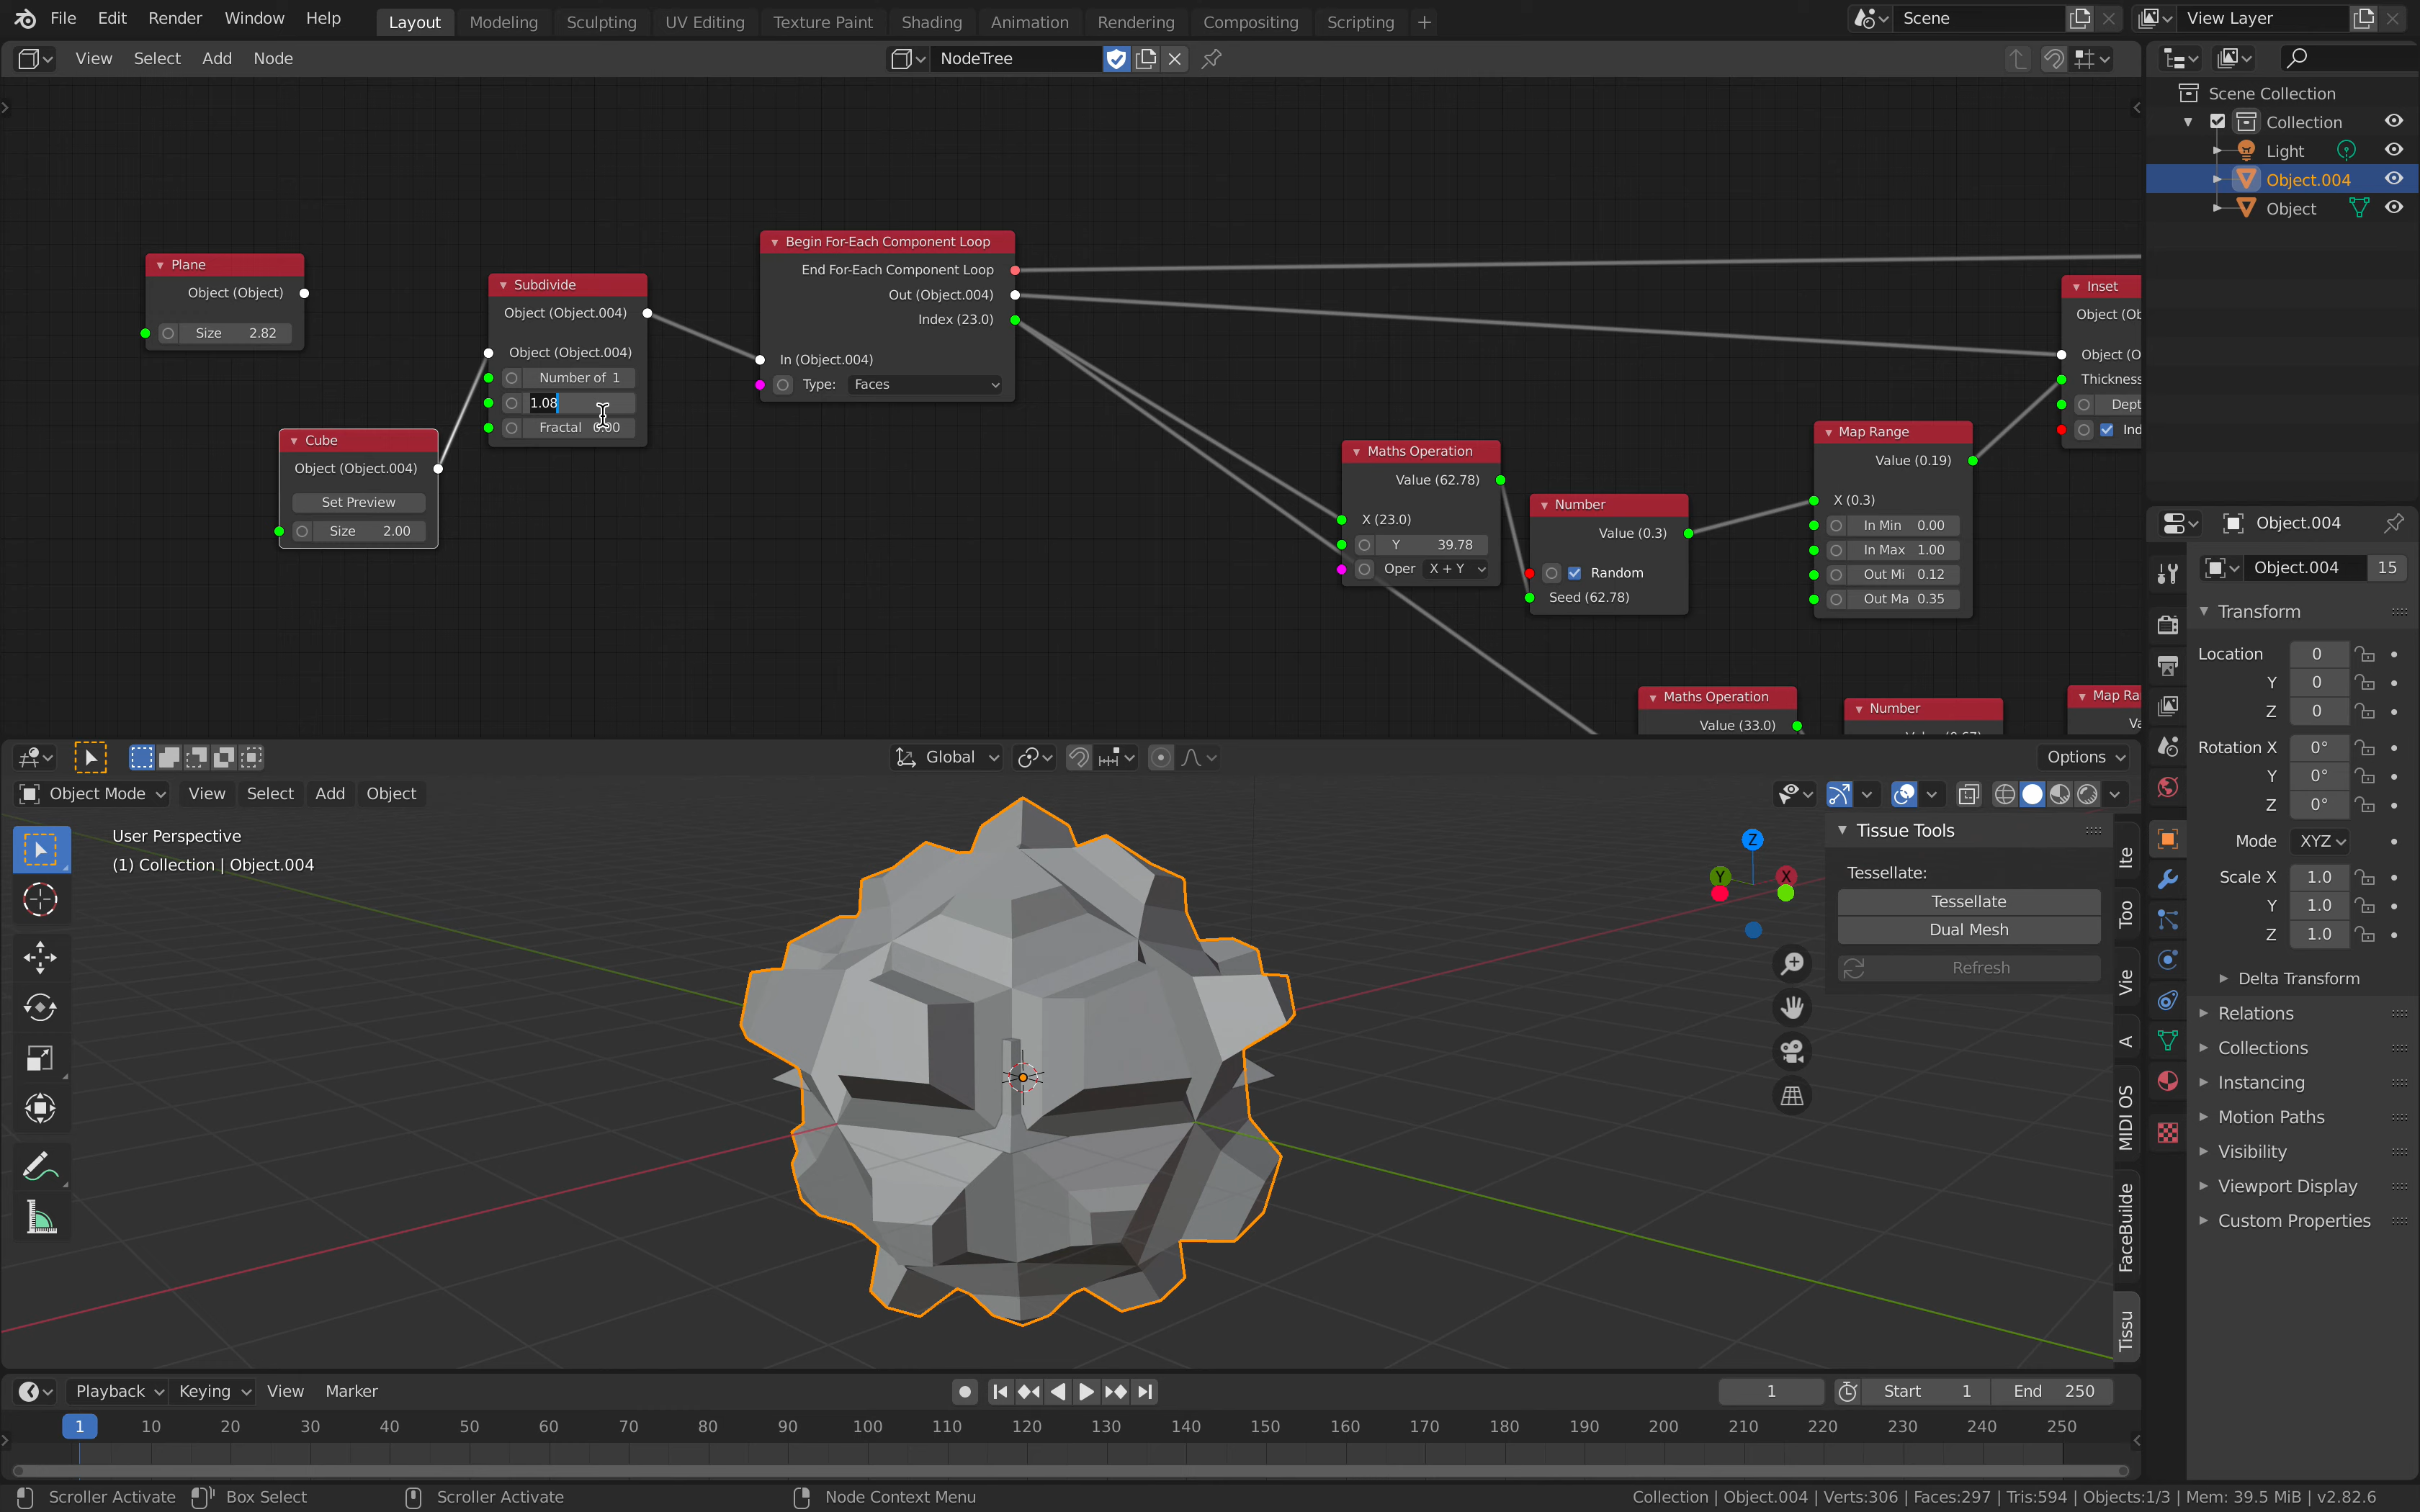 File Edit Render Window Help Layout Modeling Sculpting UV Editing Texture Paint Shading Animation Rendering Compositing Scripting + Scene View Layer
View Select Add Node NodeTree
Scene Collection
Collection
Light
Object.004
Object
Plane
Object (Object)
Size 2.82
Cube
Object (Object.004)
Set Preview
Size 2.00
Subdivide
Object (Object.004)
Object (Object.004)
Number of 1
1.08
Fractal 0.00
Begin For-Each Component Loop
End For-Each Component Loop
Out (Object.004)
Index (23.0)
In (Object.004)
Type: Faces
Maths Operation
Value (62.78)
X (23.0)
Y 39.78
Oper X + Y
Number
Value (0.3)
Random
Seed (62.78)
Map Range
Value (0.19)
X (0.3)
In Min 0.00
In Max 1.00
Out Mi 0.12
Out Ma 0.35
Inset
Object (Ob
Object (O
Thickness
Dept
Ind
Maths Operation
Value (33.0)
Number
Map Ra
Object.004
Object.004 15
Transform
Location 0
Y 0
Z 0
Rotation X 0°
Y 0°
Z 0°
Mode XYZ
Scale X 1.0
Y 1.0
Z 1.0
Delta Transform
Relations
Collections
Instancing
Motion Paths
Visibility
Viewport Display
Custom Properties
Global Options
Object Mode View Select Add Object
User Perspective
(1) Collection | Object.004
Z
Y
X
Tissue Tools
Tessellate:
Tessellate
Dual Mesh
Refresh
Ite
Too
Vie
A
MIDI OS
FaceBuilde
Tissu
Playback Keying View Marker 1 Start 1 End 250
1 10 20 30 40 50 60 70 80 90 100 110 120 130 140 150 160 170 180 190 200 210 220 230 240 250
Scroller Activate Box Select Scroller Activate Node Context Menu Collection | Object.004 | Verts:306 | Faces:297 | Tris:594 | Objects:1/3 | Mem: 39.5 MiB | v2.82.6